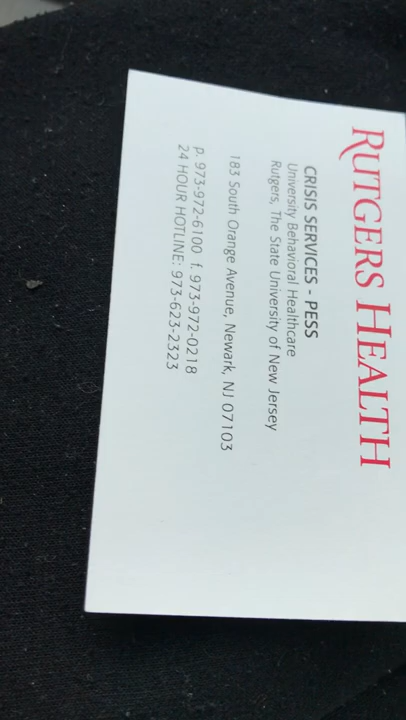 RUTGERS HEALTH
CRISIS SERVICES - PESS
University Behavioral Healthcare
Rutgers, The State University of New Jersey
183 South Orange Avenue, Newark, NJ 07103
p. 973-972-6100 f. 973-972-0218
24 HOUR HOTLINE: 973-623-2323